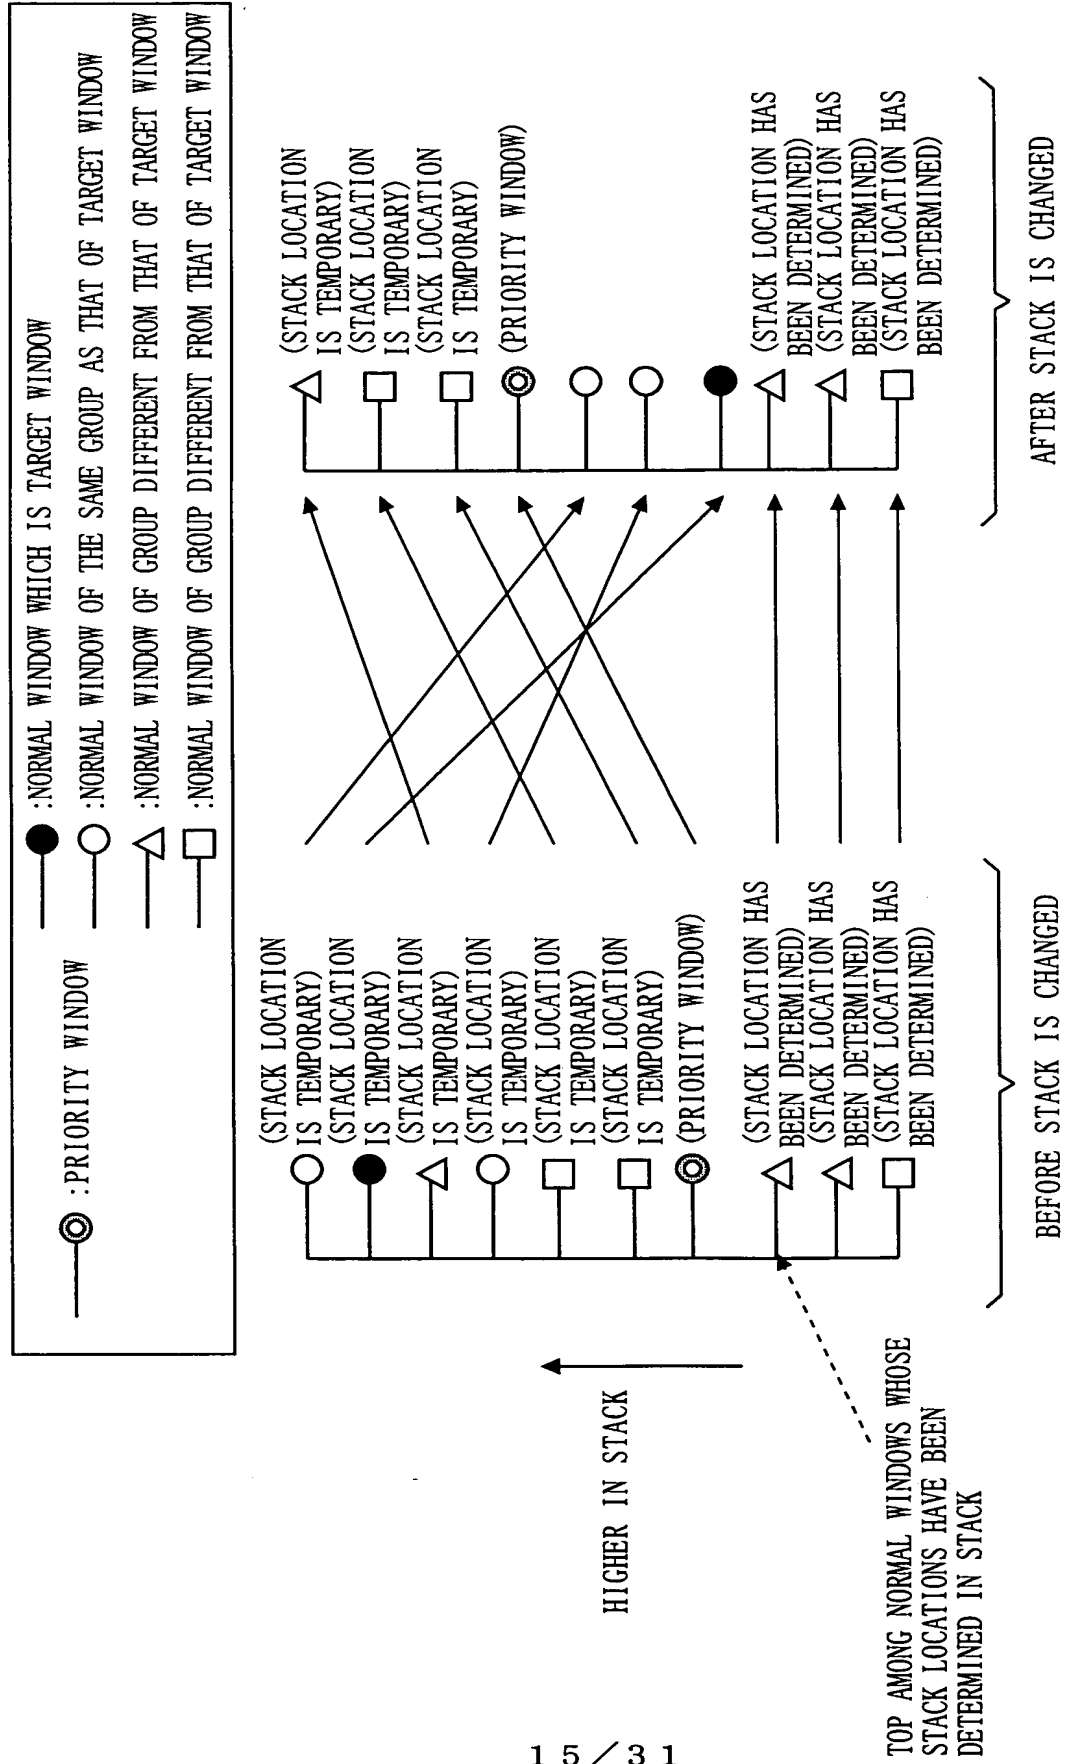 :PRIORITY WINDOW
:NORMAL WINDOW WHICH IS TARGET WINDOW
:NORMAL WINDOW OF THE SAME GROUP AS THAT OF TARGET WINDOW
:NORMAL WINDOW OF GROUP DIFFERENT FROM THAT OF TARGET WINDOW
:NORMAL WINDOW OF GROUP DIFFERENT FROM THAT OF TARGET WINDOW
HIGHER IN STACK
TOP AMONG NORMAL WINDOWS WHOSE
STACK LOCATIONS HAVE BEEN
DETERMINED IN STACK
(STACK LOCATION
IS TEMPORARY)
(STACK LOCATION
IS TEMPORARY)
(STACK LOCATION
IS TEMPORARY)
(STACK LOCATION
IS TEMPORARY)
(STACK LOCATION
IS TEMPORARY)
(STACK LOCATION
IS TEMPORARY)
(PRIORITY WINDOW)
(STACK LOCATION HAS
BEEN DETERMINED)
(STACK LOCATION HAS
BEEN DETERMINED)
(STACK LOCATION HAS
BEEN DETERMINED)
BEFORE STACK IS CHANGED
(STACK LOCATION
IS TEMPORARY)
(STACK LOCATION
IS TEMPORARY)
(STACK LOCATION
IS TEMPORARY)
(PRIORITY WINDOW)
(STACK LOCATION HAS
BEEN DETERMINED)
(STACK LOCATION HAS
BEEN DETERMINED)
(STACK LOCATION HAS
BEEN DETERMINED)
AFTER STACK IS CHANGED
15/31